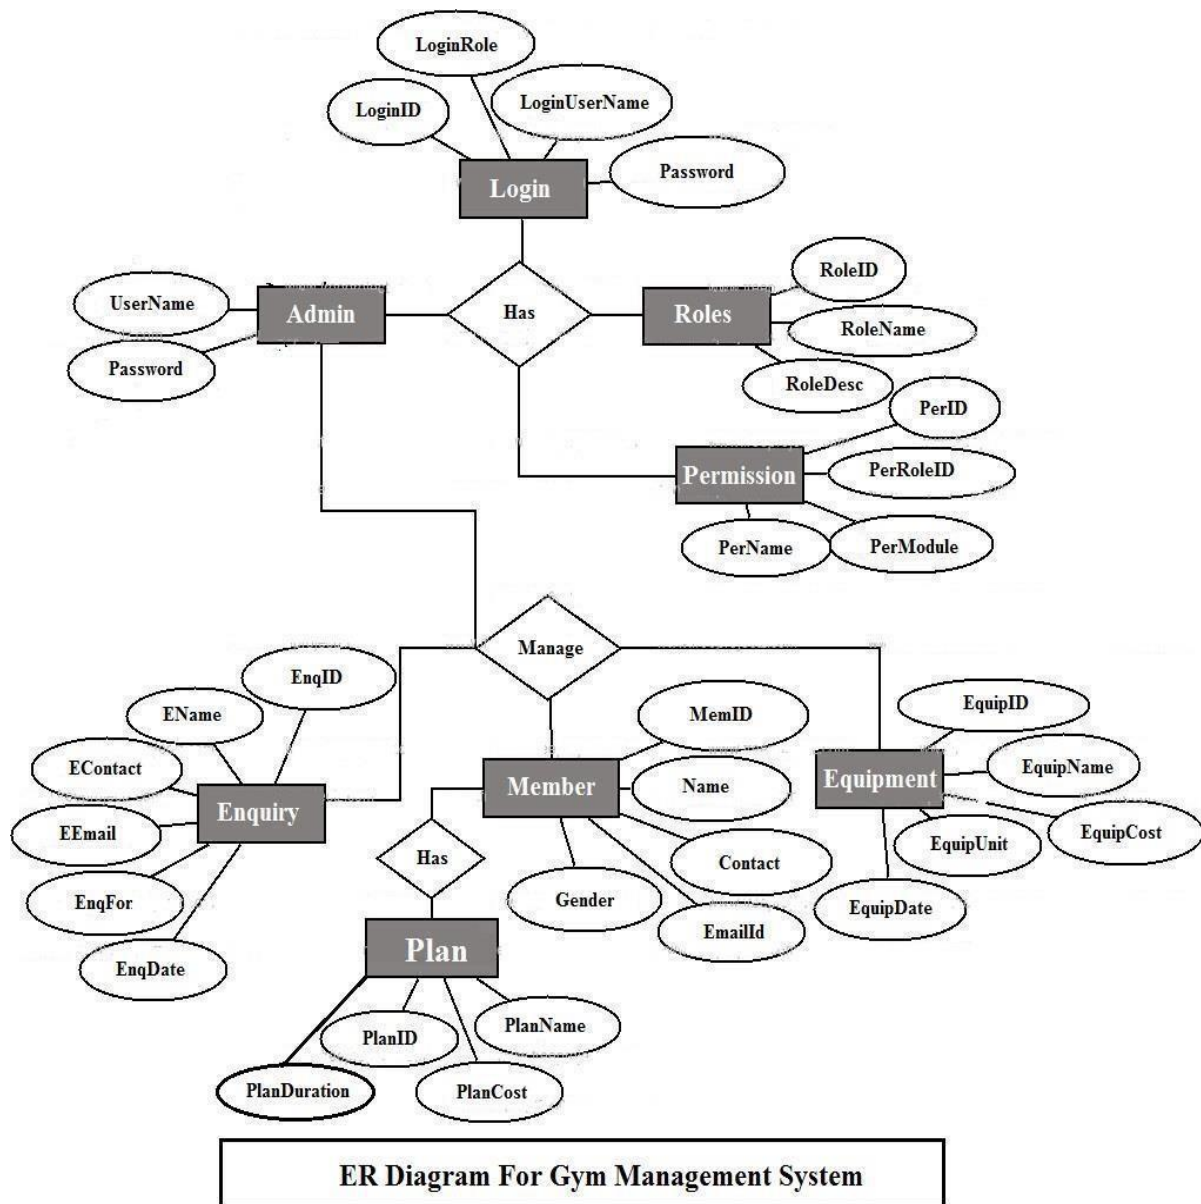 LoginRole
LoginUserName
LoginID
Password
Login
RoleID
UserName
Admin
Has
Roles
RoleName
Password
RoleDesc
PerID
Permission
PerRoleID
PerName
PerModule
Manage
EnqID
EName
MemID
EquipID
EContact
Name
EquipName
Enquiry
Member
Equipment
EEmail
EquipUnit
EquipCost
Has
Contact
EnqFor
Gender
EquipDate
EmailId
Plan
EnqDate
PlanName
PlanID
PlanDuration
PlanCost
ER Diagram For Gym Management System